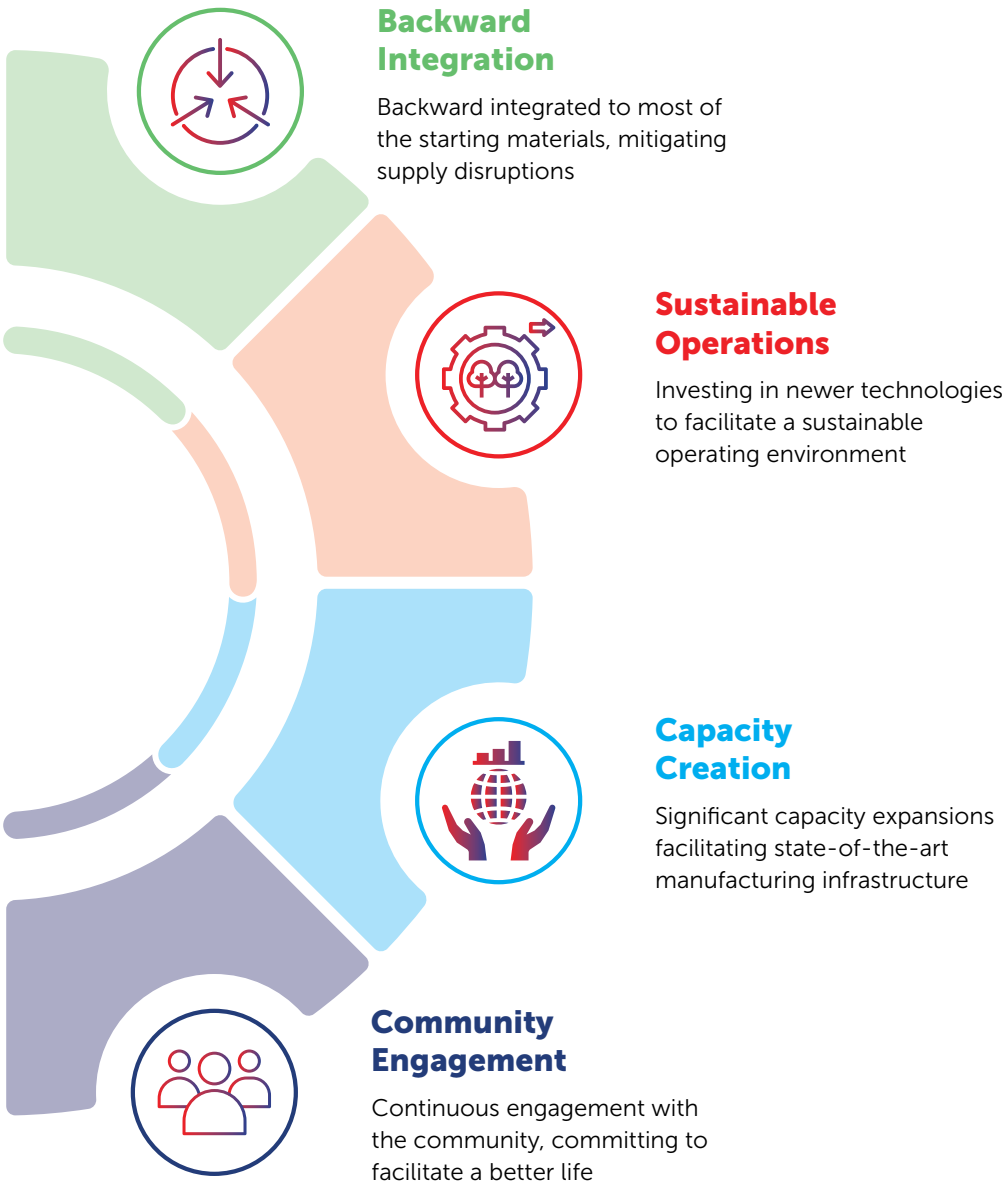 Backward
Integration
Backward integrated to most of
the starting materials, mitigating
supply disruptions
Sustainable
Operations
Investing in newer technologies
to facilitate a sustainable
operating environment
Capacity
Creation
Significant capacity expansions
facilitating state-of-the-art
manufacturing infrastructure
Community
Engagement
Continuous engagement with
the community, committing to
facilitate a better life